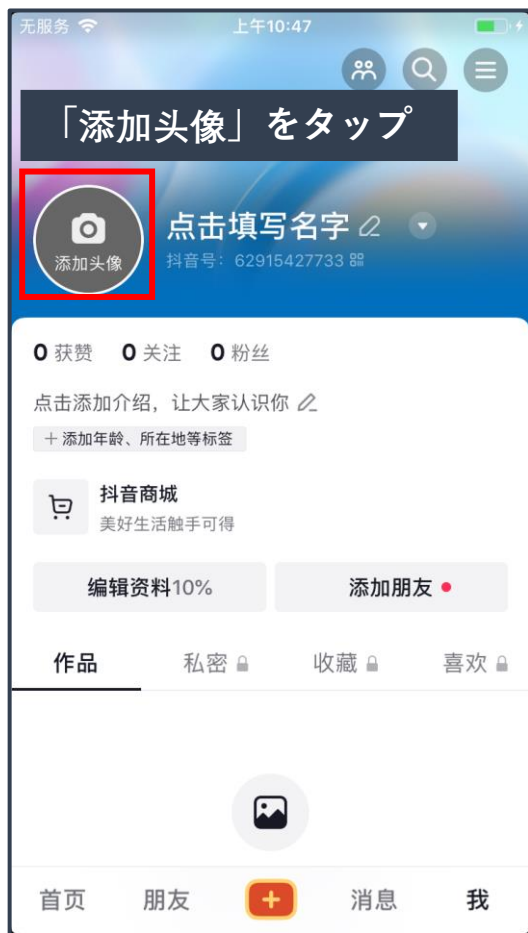 无服务 上午10:47
「添加头像」をタップ
添加头像
点击填写名字
抖音号: 62915427733
0 获赞 0 关注 0 粉丝
点击添加介绍，让大家认识你
+ 添加年龄、所在地等标签
抖音商城
美好生活触手可得
编辑资料10% 添加朋友
作品 私密 收藏 喜欢
首页 朋友 消息 我